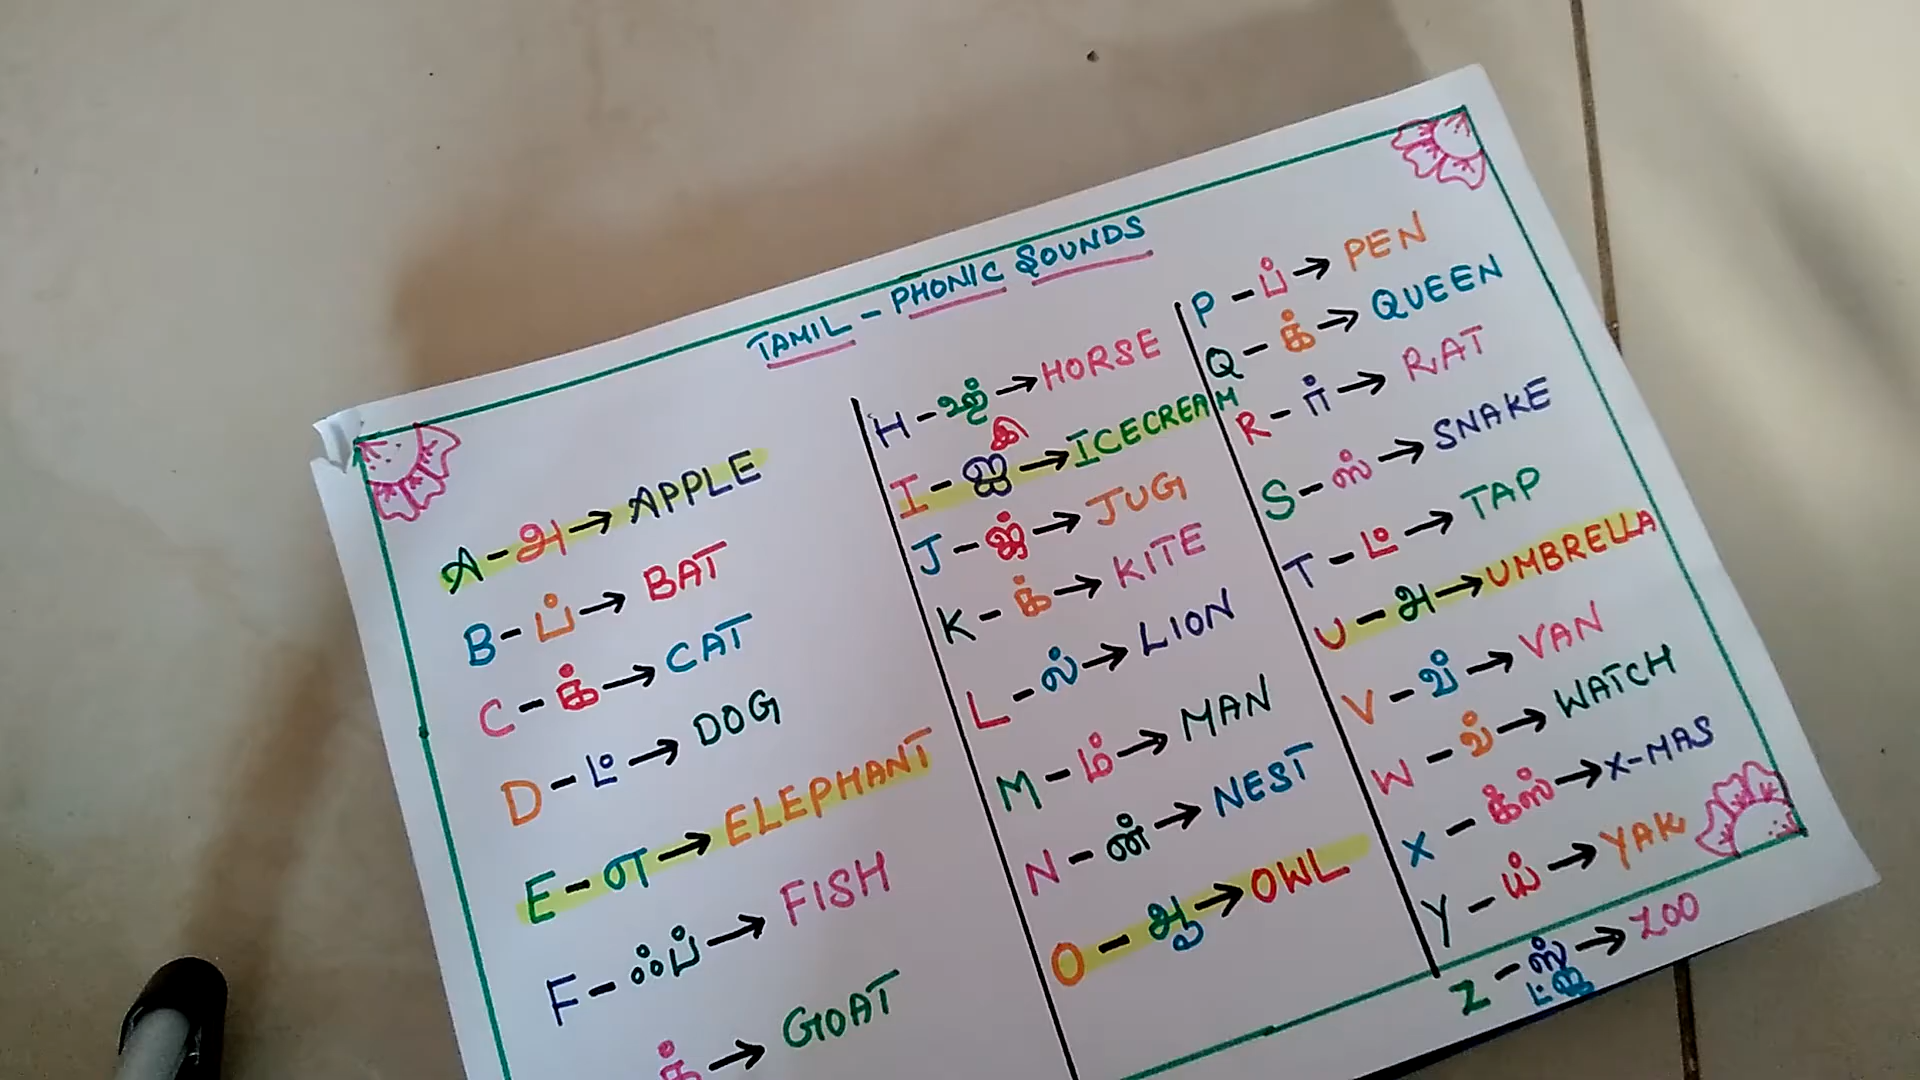 TAMIL - PHONIC SOUNDS
A - அ → APPLE
B - ப் → BAT
C - க் → CAT
D - ட் → DOG
E - எ → ELEPHANT
F - ஃப் → FISH
க் → GOAT
H - ஹ் → HORSE
இ
I - ஐ → ICECREAM
J - ஜ் → JUG
K - க் → KITE
L - ல் → LION
M - ம் → MAN
N - ன் → NEST
O - ஆ → OWL
P - ப் → PEN
Q - க் → QUEEN
R - ர் → RAT
S - ஸ் → SNAKE
T - ட் → TAP
U - அ → UMBRELLA
V - வ் → VAN
W - வ் → WATCH
X - க்ஸ் → X-MAS
Y - ய் → YAK
Z - ஸ் → ZOO